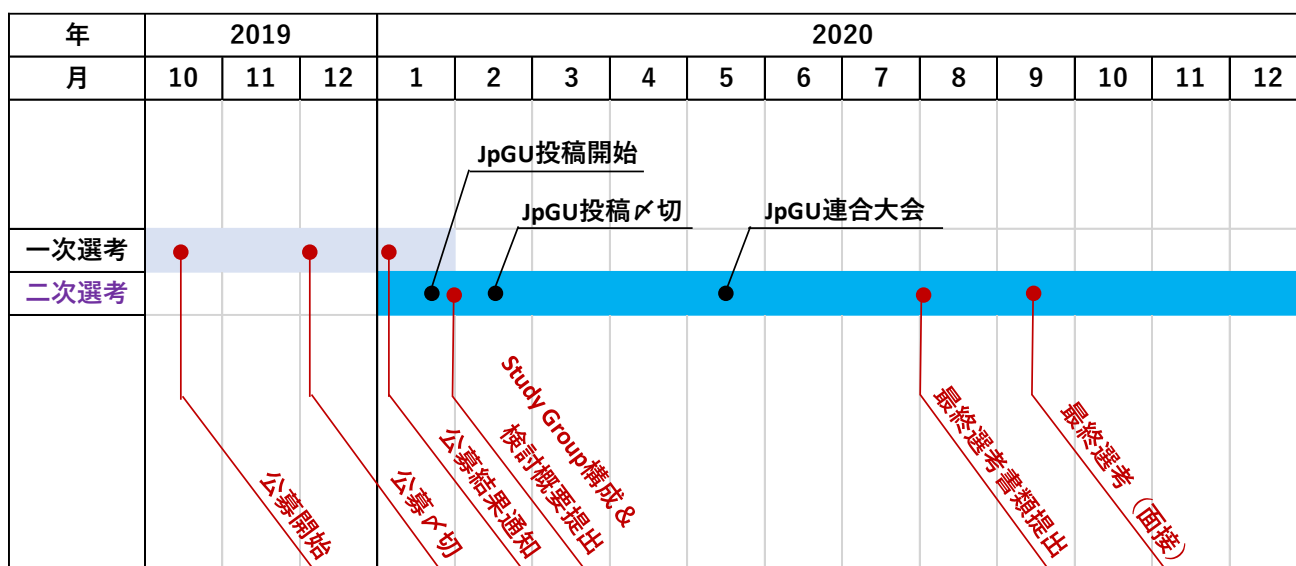 年 2019 2020
月 10 11 12 1 2 3 4 5 6 7 8 9 10 11 12
JpGU投稿開始
JpGU投稿〆切
JpGU連合大会
一次選考
二次選考
公募開始
公募〆切
公募結果通知
Study Group構成＆
検討概要提出
最終選考書類提出
最終選考（面接）